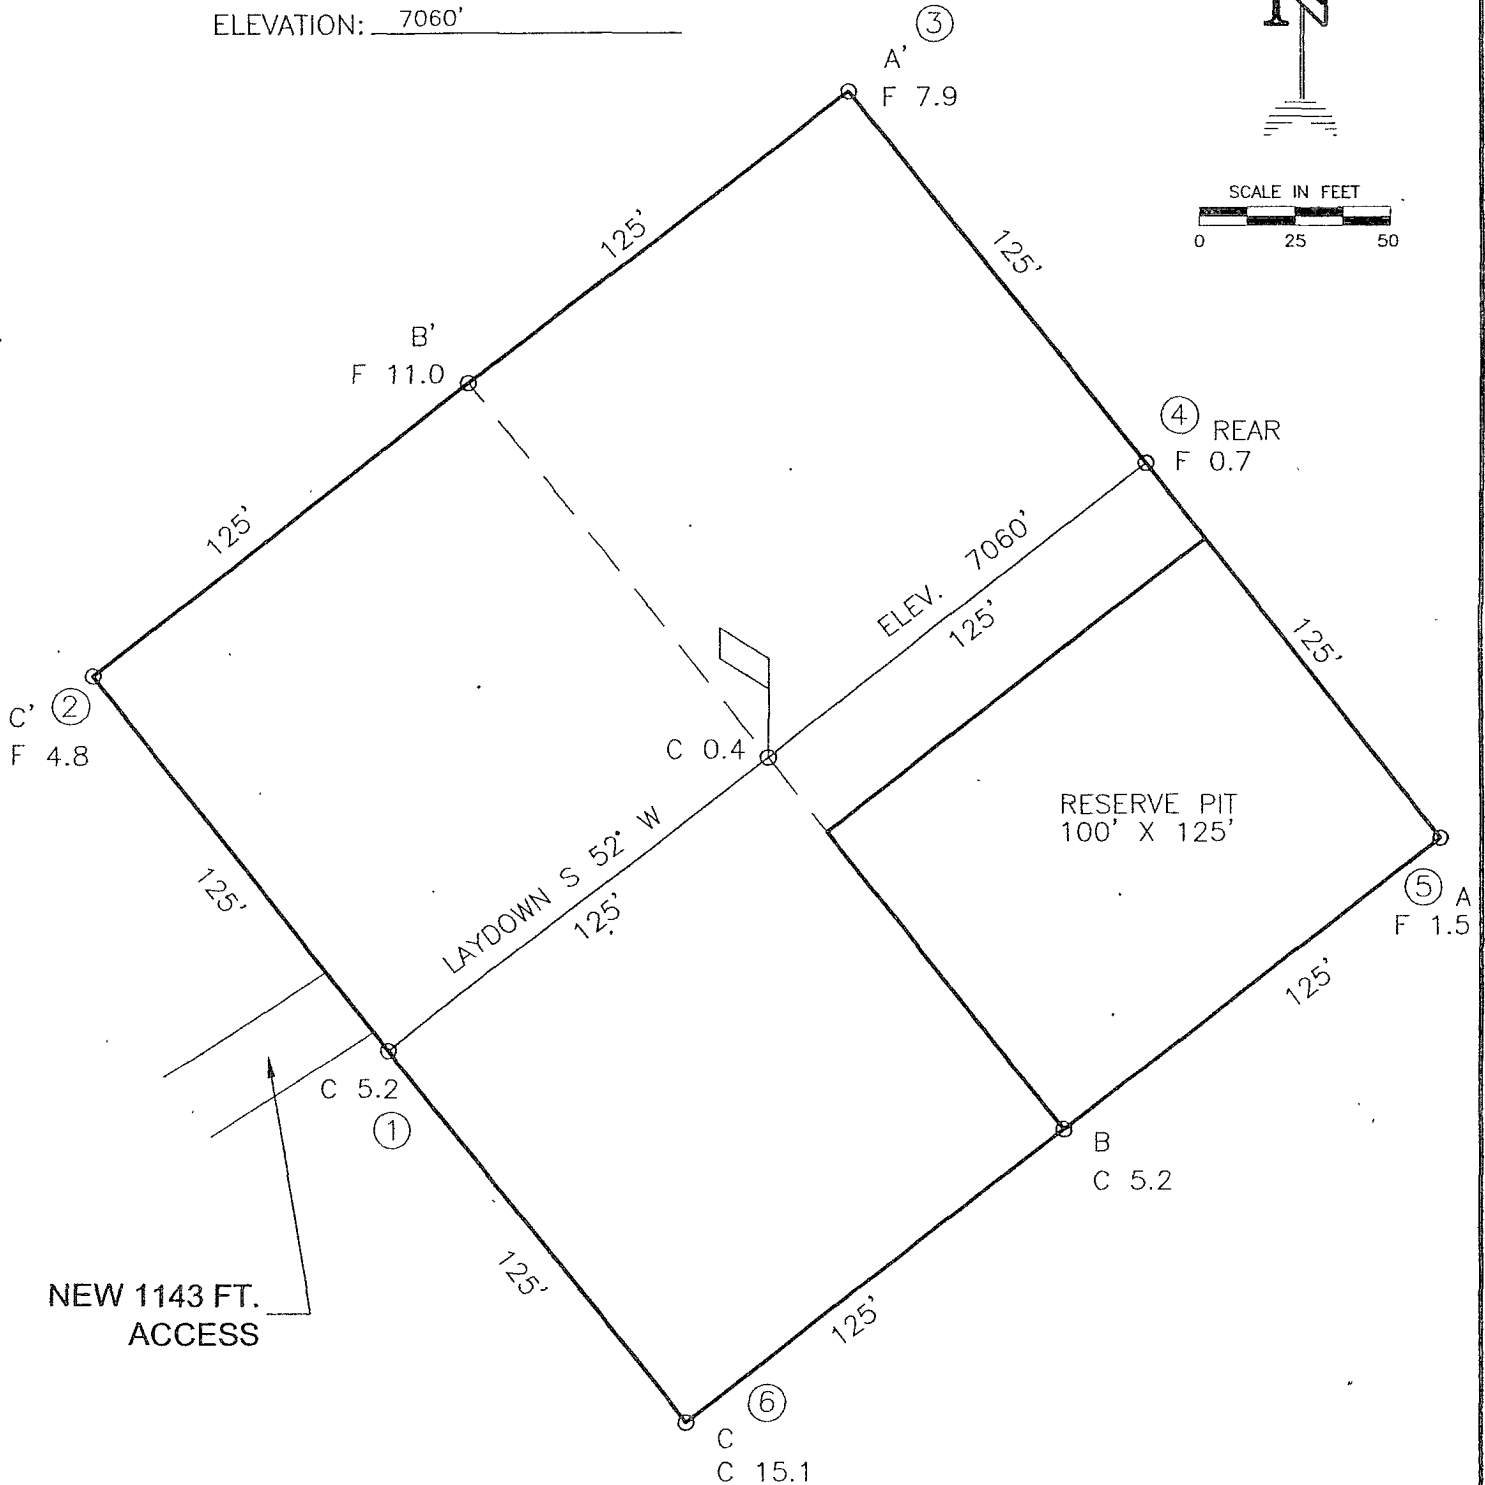 ELEVATION: 7060'
3
A'
F 7.9
N
SCALE IN FEET
0 25 50
125'
125'
B'
F 11.0
4 REAR
F 0.7
125'
ELEV. 7060'
125'
125'
C' 2
F 4.8
C 0.4
RESERVE PIT
100' X 125'
LAYDOWN S 52° W
125'
125'
5 A
F 1.5
125'
C 5.2
1
B
C 5.2
125'
NEW 1143 FT.
ACCESS
125'
6
C
C 15.1